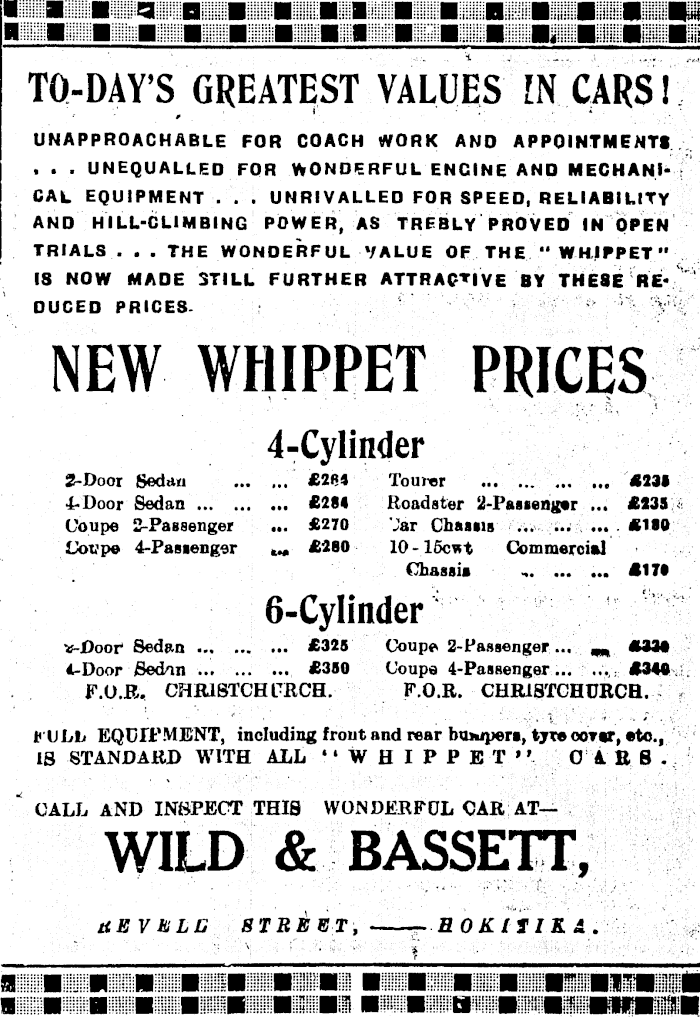 TO-DAY'S GREATEST VALUES IN CARS!
UNAPPROACHABLE FOR COACH WORK AND APPOINTMENTS
. . . UNEQUALLED FOR WONDERFUL ENGINE AND MECHANI-
CAL EQUIPMENT . . . UNRIVALLED FOR SPEED, RELIABILITY
AND HILL-CLIMBING POWER, AS TREBLY PROVED IN OPEN
TRIALS . . . THE WONDERFUL VALUE OF THE "WHIPPET"
IS NOW MADE STILL FURTHER ATTRACTIVE BY THESE RE-
DUCED PRICES.
NEW WHIPPET PRICES
4-Cylinder
2-Door Sedan ... ...
4-Door Sedan ... ... ... £284
Coupe 2-Passenger ... £270
Coupe 4-Passenger ... £280
Tourer ... ... ... ... £235
Roadster 2-Passenger ... £235
Car Chassis ... ... ... £180
10-15cwt Commercial
Chassis ... ... ... £170
6-Cylinder
2-Door Sedan ... ... ... £325
4-Door Sedan ... ... ... £350
F.O.R. CHRISTCHURCH.
Coupe 2-Passenger ... ... £330
Coupe 4-Passenger ... ... £340
F.O.R. CHRISTCHURCH.
FULL EQUIPMENT, including front and rear bumpers, tyre cover, etc.,
IS STANDARD WITH ALL "WHIPPET" CARS.
CALL AND INSPECT THIS WONDERFUL CAR AT—
WILD & BASSETT,
REVELL STREET, —— HOKITIKA.